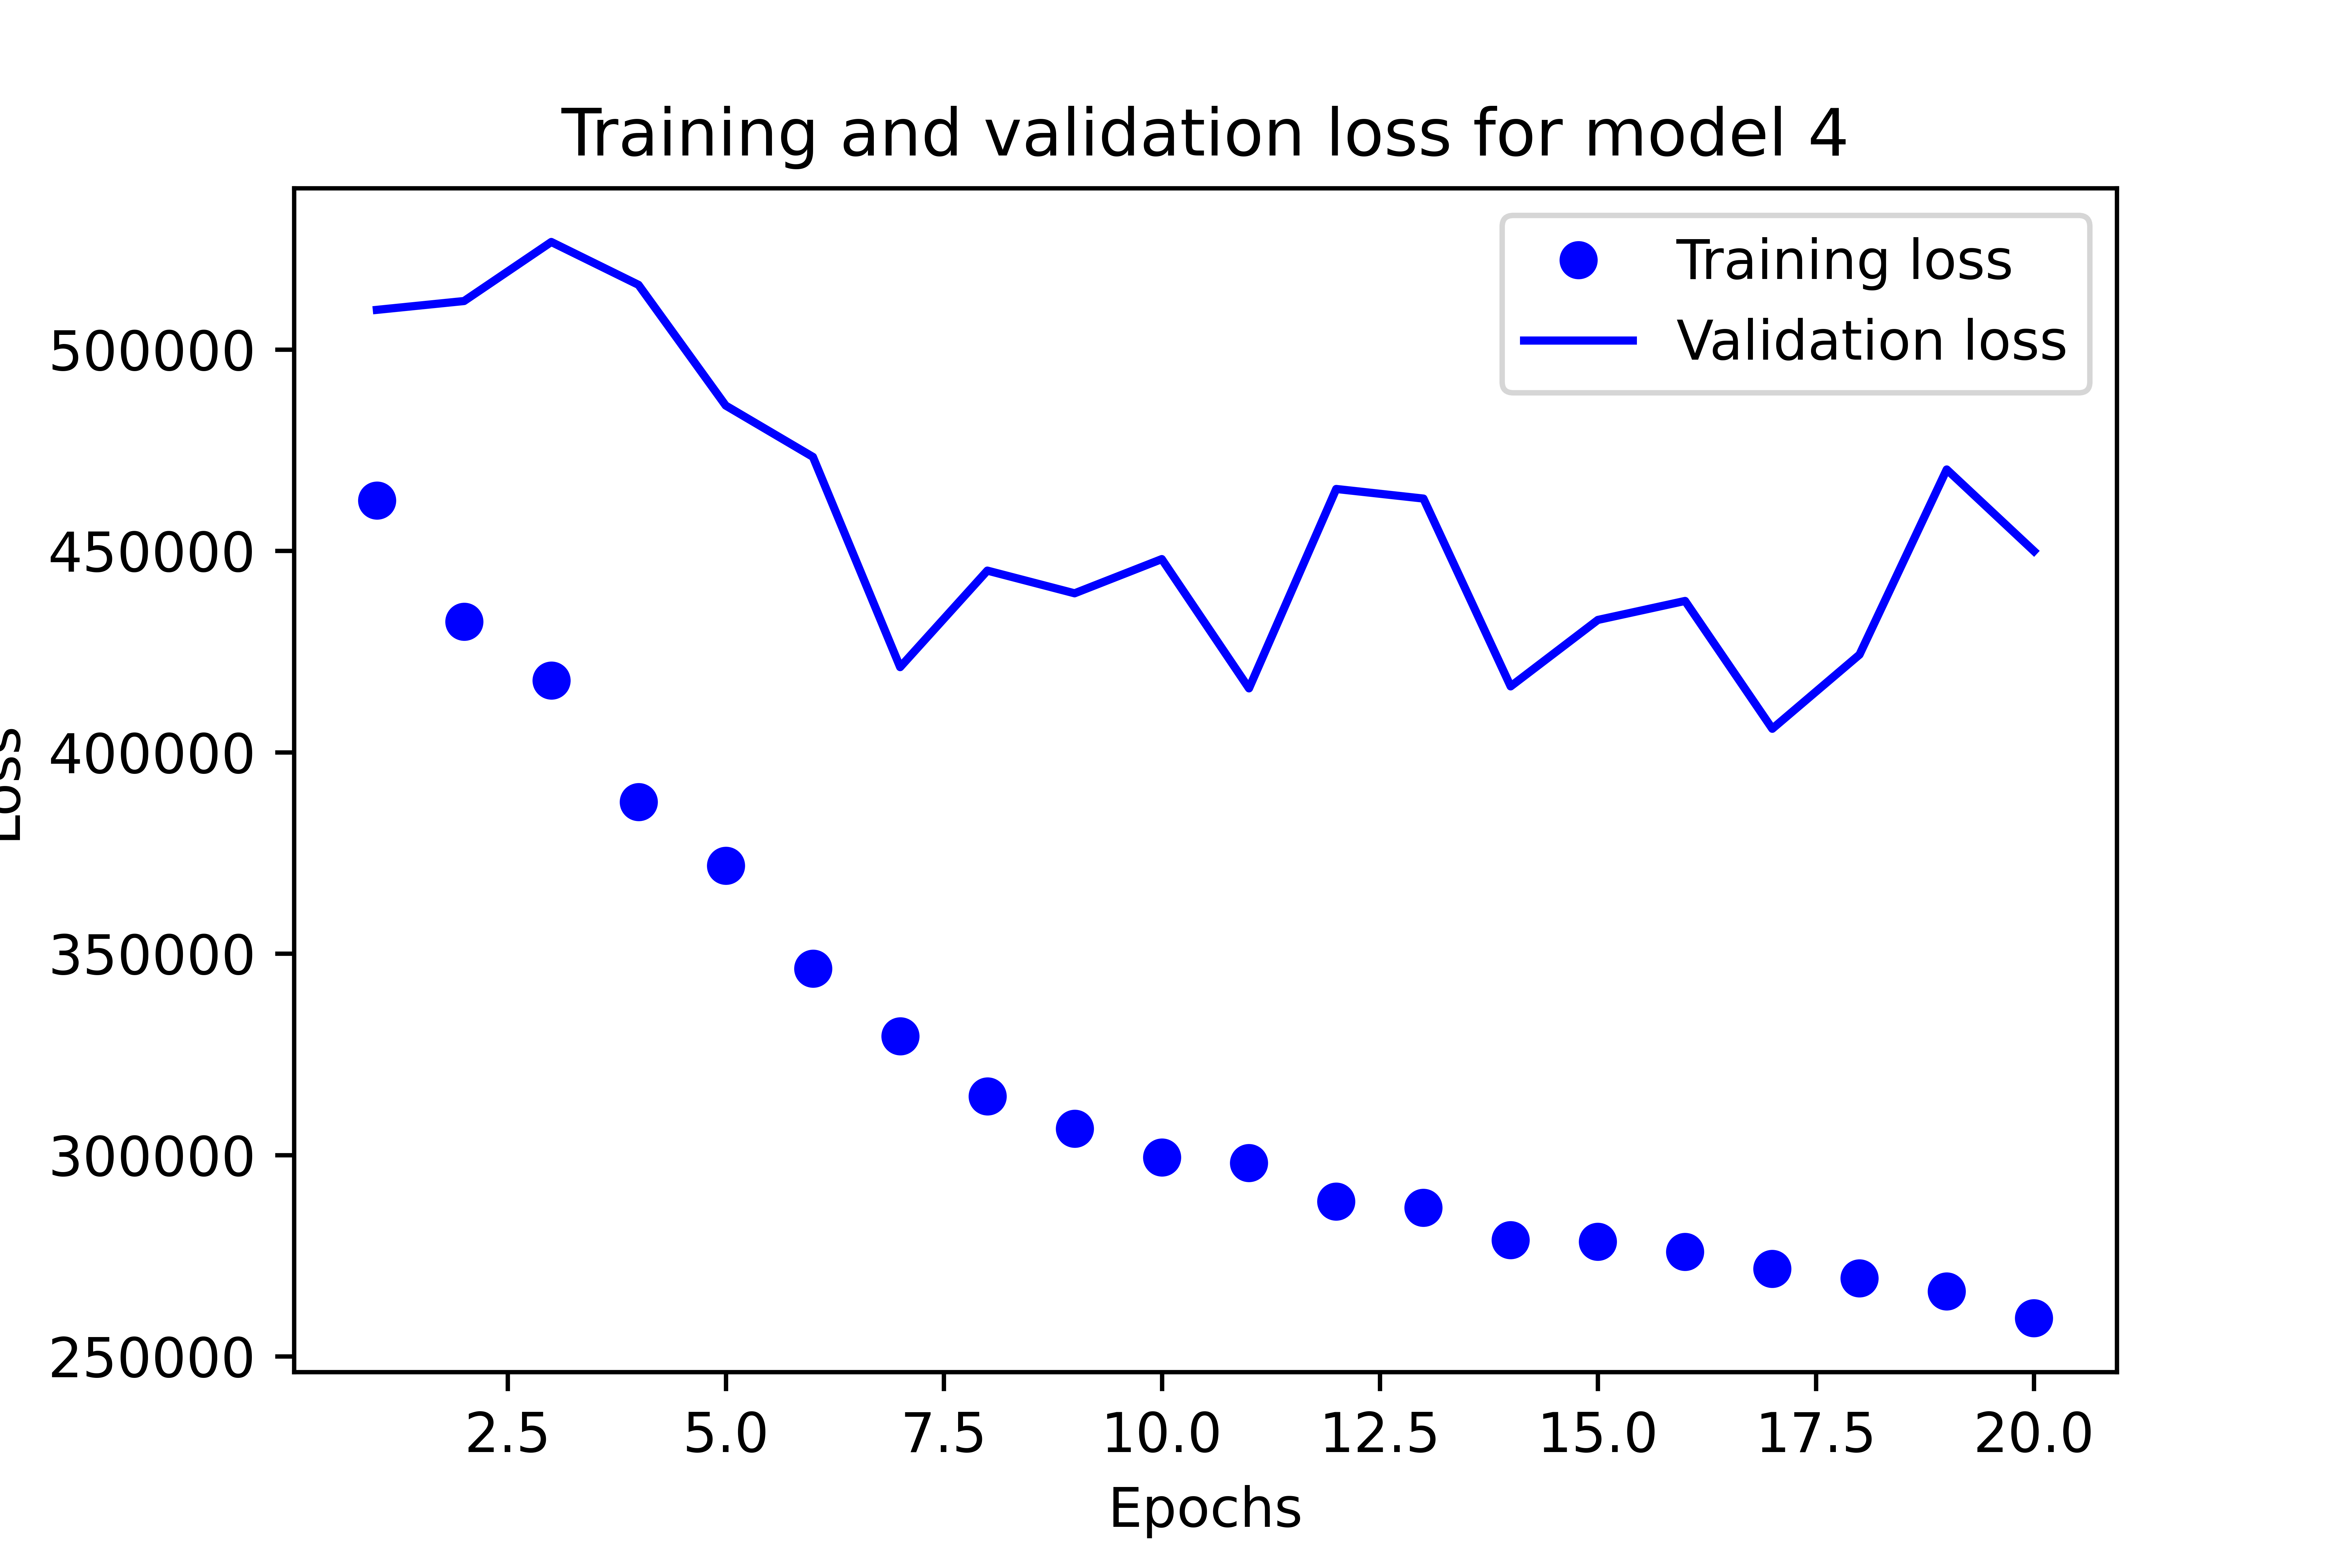 Training and validation loss for model 4
Training loss
Validation loss
500000
450000
400000
350000
300000
250000
Loss
2.5 5.0 7.5 10.0 12.5 15.0 17.5 20.0
Epochs